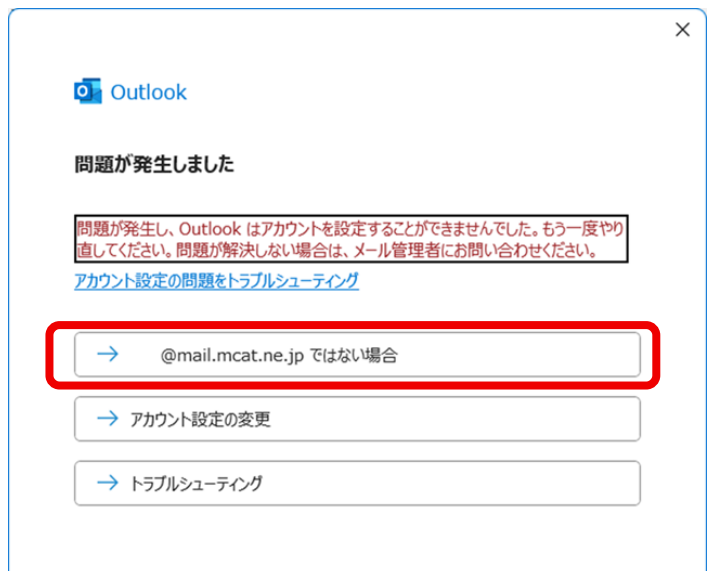 Outlook
問題が発生しました
問題が発生し、Outlook はアカウントを設定することができませんでした。もう一度やり
直してください。問題が解決しない場合は、メール管理者にお問い合わせください。
アカウント設定の問題をトラブルシューティング
@mail.mcat.ne.jp ではない場合
アカウント設定の変更
トラブルシューティング